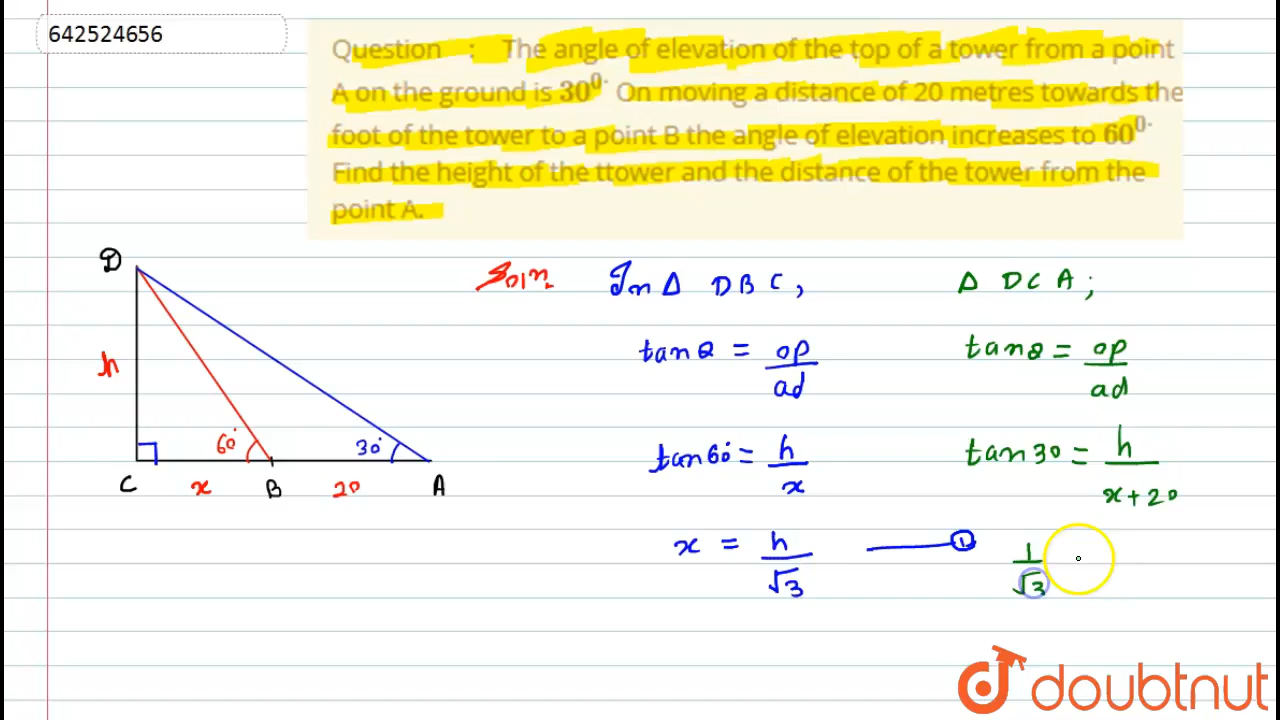 642524656
Question : The angle of elevation of the top of a tower from a point
A on the ground is 30⁰· On moving a distance of 20 metres towards the
foot of the tower to a point B the angle of elevation increases to 60⁰·
Find the height of the ttower and the distance of the tower from the
point A.
D
h
60°
30°
C x B 20 A
Soln
In Δ DBC,
tanθ = op/ad
tan60° = h/x
x = h/√3 —— ①
Δ DCA;
tanθ = op/ad
tan30 = h/x+20
1/√3
doubtnut